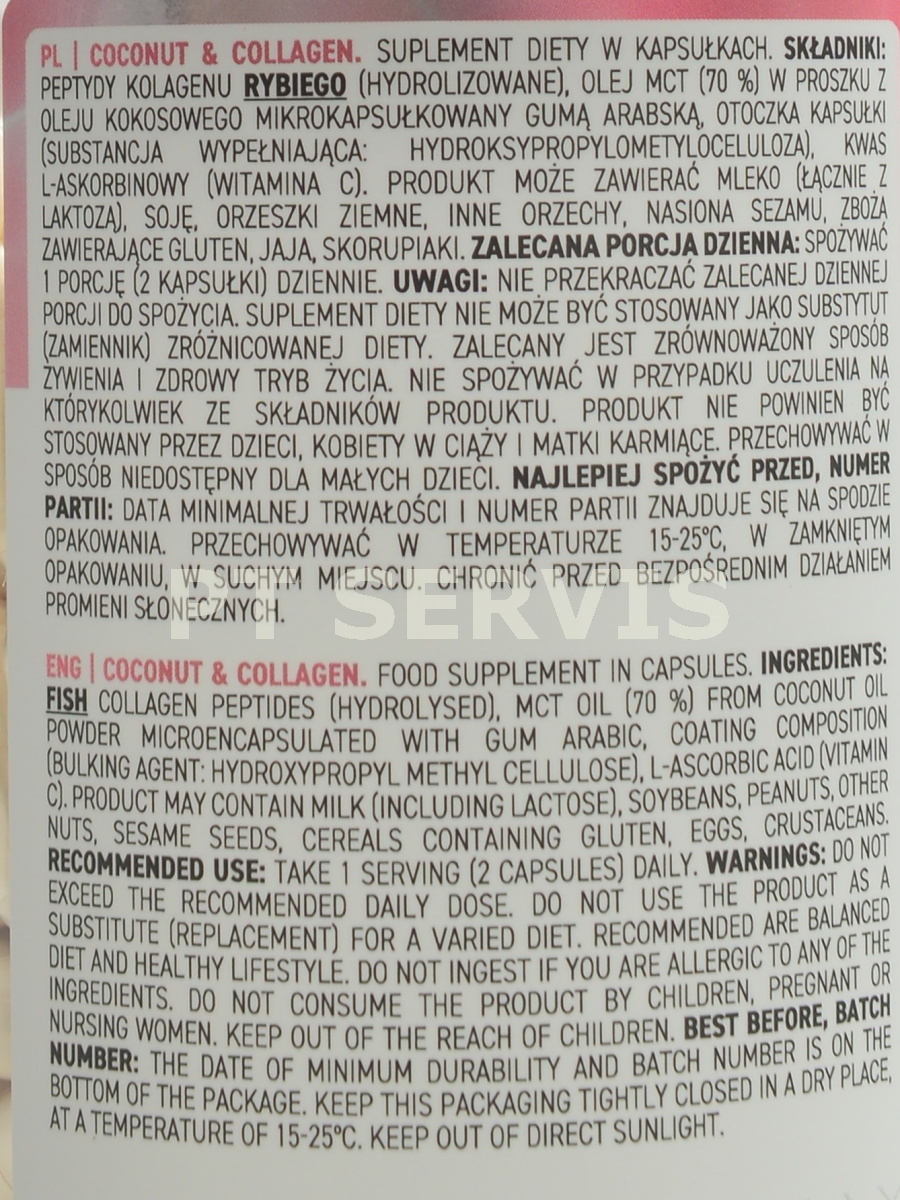 PL | COCONUT & COLLAGEN. SUPLEMENT DIETY W KAPSUŁKACH. SKŁADNIKI:
PEPTYDY KOLAGENU RYBIEGO (HYDROLIZOWANE), OLEJ MCT (70 %) W PROSZKU Z
OLEJU KOKOSOWEGO MIKROKAPSUŁKOWANY GUMĄ ARABSKĄ, OTOCZKA KAPSUŁKI
(SUBSTANCJA WYPEŁNIAJĄCA: HYDROKSYPROPYLOMETYLOCELULOZA), KWAS
L-ASKORBINOWY (WITAMINA C). PRODUKT MOŻE ZAWIERAĆ MLEKO (ŁĄCZNIE Z
LAKTOZĄ), SOJĘ, ORZESZKI ZIEMNE, INNE ORZECHY, NASIONA SEZAMU, ZBOŻA
ZAWIERAJĄCE GLUTEN, JAJA, SKORUPIAKI. ZALECANA PORCJA DZIENNA: SPOŻYWAĆ
1 PORCJĘ (2 KAPSUŁKI) DZIENNIE. UWAGI: NIE PRZEKRACZAĆ ZALECANEJ DZIENNEJ
PORCJI DO SPOŻYCIA. SUPLEMENT DIETY NIE MOŻE BYĆ STOSOWANY JAKO SUBSTYTUT
(ZAMIENNIK) ZRÓŻNICOWANEJ DIETY. ZALECANY JEST ZRÓWNOWAŻONY SPOSÓB
ŻYWIENIA I ZDROWY TRYB ŻYCIA. NIE SPOŻYWAĆ W PRZYPADKU UCZULENIA NA
KTÓRYKOLWIEK ZE SKŁADNIKÓW PRODUKTU. PRODUKT NIE POWINIEN BYĆ
STOSOWANY PRZEZ DZIECI, KOBIETY W CIĄŻY I MATKI KARMIĄCE. PRZECHOWYWAĆ W
SPOSÓB NIEDOSTĘPNY DLA MAŁYCH DZIECI. NAJLEPIEJ SPOŻYĆ PRZED, NUMER
PARTII: DATA MINIMALNEJ TRWAŁOŚCI I NUMER PARTII ZNAJDUJE SIĘ NA SPODZIE
OPAKOWANIA. PRZECHOWYWAĆ W TEMPERATURZE 15-25°C, W ZAMKNIĘTYM
OPAKOWANIU, W SUCHYM MIEJSCU. CHRONIĆ PRZED BEZPOŚREDNIM DZIAŁANIEM
PROMIENI SŁONECZNYCH.
PT SERVIS
ENG | COCONUT & COLLAGEN. FOOD SUPPLEMENT IN CAPSULES. INGREDIENTS:
FISH COLLAGEN PEPTIDES (HYDROLYSED), MCT OIL (70 %) FROM COCONUT OIL
POWDER MICROENCAPSULATED WITH GUM ARABIC, COATING COMPOSITION
(BULKING AGENT: HYDROXYPROPYL METHYL CELLULOSE), L-ASCORBIC ACID (VITAMIN
C). PRODUCT MAY CONTAIN MILK (INCLUDING LACTOSE), SOYBEANS, PEANUTS, OTHER
NUTS, SESAME SEEDS, CEREALS CONTAINING GLUTEN, EGGS, CRUSTACEANS.
RECOMMENDED USE: TAKE 1 SERVING (2 CAPSULES) DAILY. WARNINGS: DO NOT
EXCEED THE RECOMMENDED DAILY DOSE. DO NOT USE THE PRODUCT AS A
SUBSTITUTE (REPLACEMENT) FOR A VARIED DIET. RECOMMENDED ARE BALANCED
DIET AND HEALTHY LIFESTYLE. DO NOT INGEST IF YOU ARE ALLERGIC TO ANY OF THE
INGREDIENTS. DO NOT CONSUME THE PRODUCT BY CHILDREN, PREGNANT OR
NURSING WOMEN. KEEP OUT OF THE REACH OF CHILDREN. BEST BEFORE, BATCH
NUMBER: THE DATE OF MINIMUM DURABILITY AND BATCH NUMBER IS ON THE
BOTTOM OF THE PACKAGE. KEEP THIS PACKAGING TIGHTLY CLOSED IN A DRY PLACE,
AT A TEMPERATURE OF 15-25°C. KEEP OUT OF DIRECT SUNLIGHT.